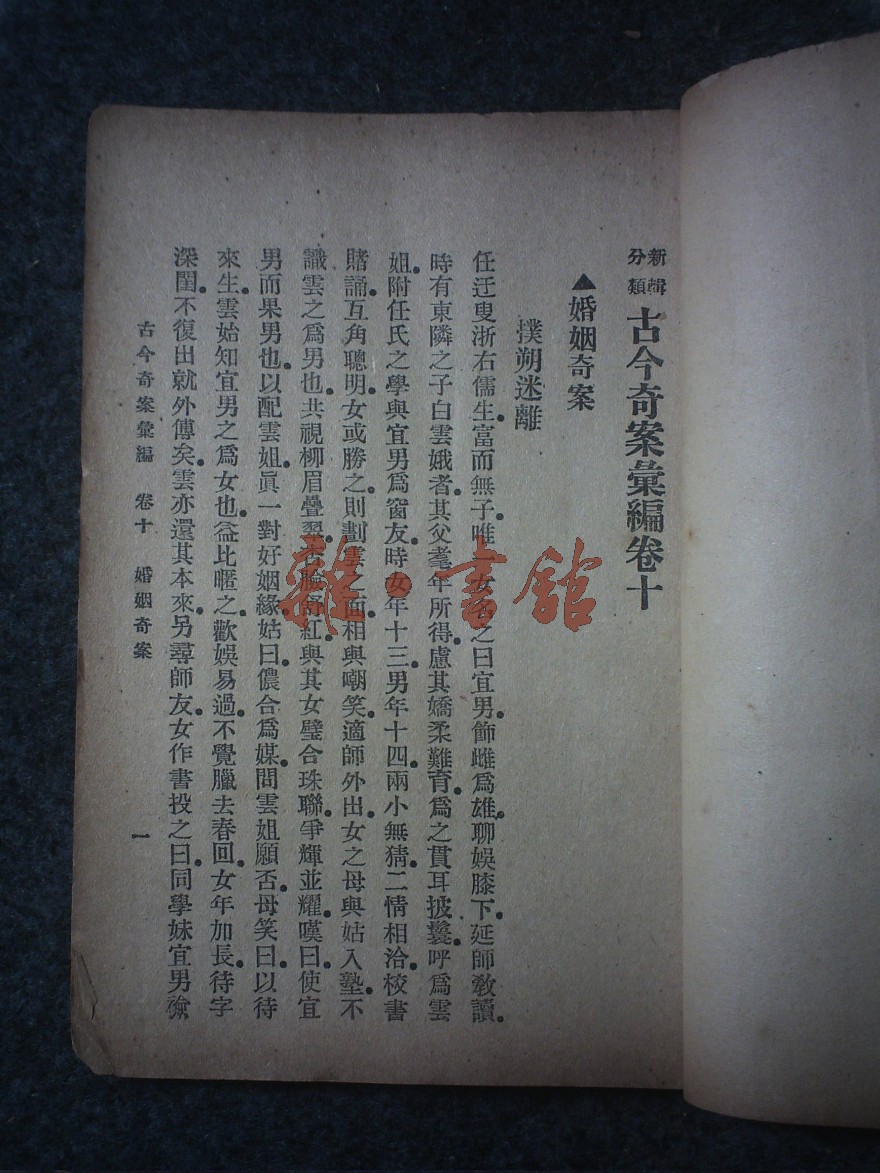 新輯分類 古今奇案彙編卷十
▲婚姻奇案
撲朔迷離
任迂叟浙右儒生。富而無子。唯一女名之曰宜男。飾雌爲雄。聊娛膝下。延師敎讀。
時有東隣之子白雲娥者。其父耄年所得。慮其嬌柔難育。爲之貫耳披鬟。呼爲雲
姐。附任氏之學與宜男爲窗友。時女年十三男年十四兩小無猜。二情相洽。校書
賭誦。互角聰明。女或勝之。則劃雲之面。相與嘲笑。適師外出。女之母與姑入塾。不
識雲之爲男也。共視柳眉疊翠。杏臉舒紅。與其女璧合珠聯。爭輝並耀。嘆曰。使宜
男而果男也。以配雲姐。眞一對好姻緣。姑曰。儂合爲媒。問雲姐願否。母笑曰。以待
來生。雲始知宜男之爲女也。益比暱之。歡娛易過。不覺臘去春回。女年加長。待字
深閨。不復出就外傅矣。雲亦還其本來。另尋師友。女作書投之曰。同學妹宜男襝
古今奇案彙編 卷十 婚姻奇案 一
雜·書館